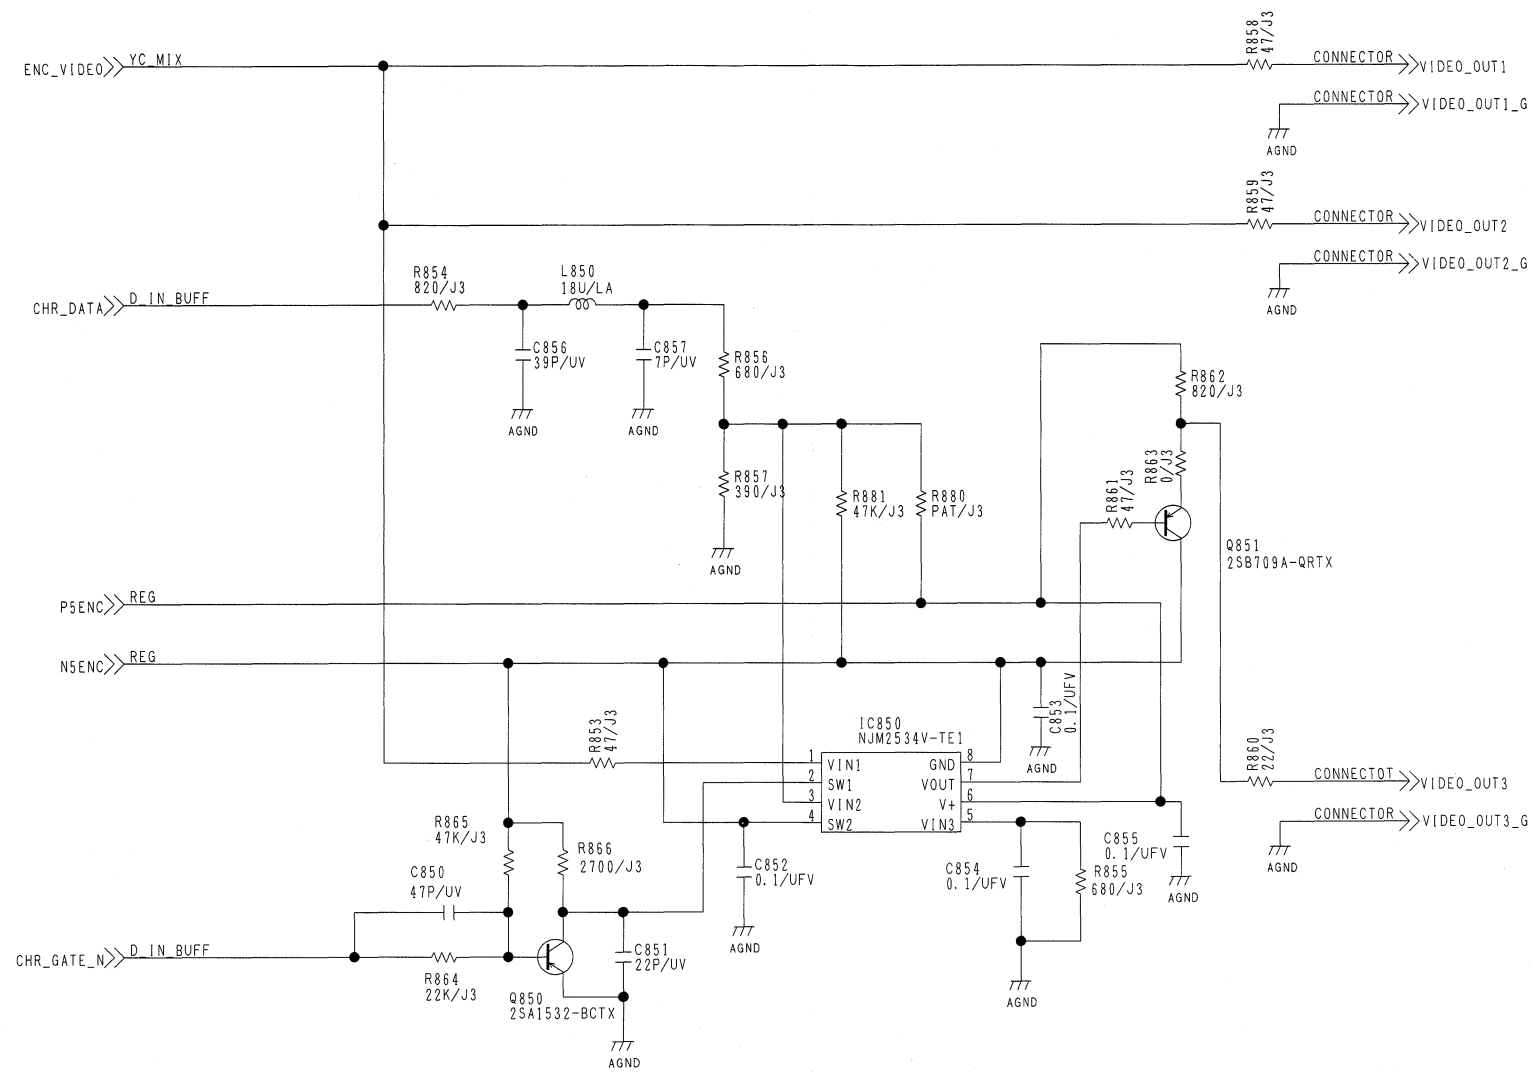 R858
47/J3
ENC_VIDEO
YC_MIX
CONNECTOR
VIDEO_OUT1
CONNECTOR
VIDEO_OUT1_G
AGND
R859
47/J3
CONNECTOR
VIDEO_OUT2
CONNECTOR
VIDEO_OUT2_G
AGND
R854
820/J3
L850
18U/LA
CHR_DATA
D_IN_BUFF
C856
39P/UV
C857
7P/UV
R856
680/J3
R862
820/J3
AGND
AGND
R863
0/J3
R861
47/J3
R857
390/J3
R881
47K/J3
R880
PAT/J3
Q851
2SB709A-QRTX
AGND
P5ENC
REG
N5ENC
REG
C853
0.1/UFV
AGND
R853
47/J3
IC850
NJM2534V-TE1
1 VIN1 GND 8
2 SW1 VOUT 7
3 VIN2 V+ 6
4 SW2 VIN3 5
R860
22/J3
CONNECTOT
VIDEO_OUT3
CONNECTOR
VIDEO_OUT3_G
AGND
R865
47K/J3
R866
2700/J3
C850
47P/UV
C852
0.1/UFV
AGND
C854
0.1/UFV
R855
680/J3
C855
0.1/UFV
AGND
AGND
CHR_GATE_N
D_IN_BUFF
R864
22K/J3
Q850
2SA1532-BCTX
C851
22P/UV
AGND